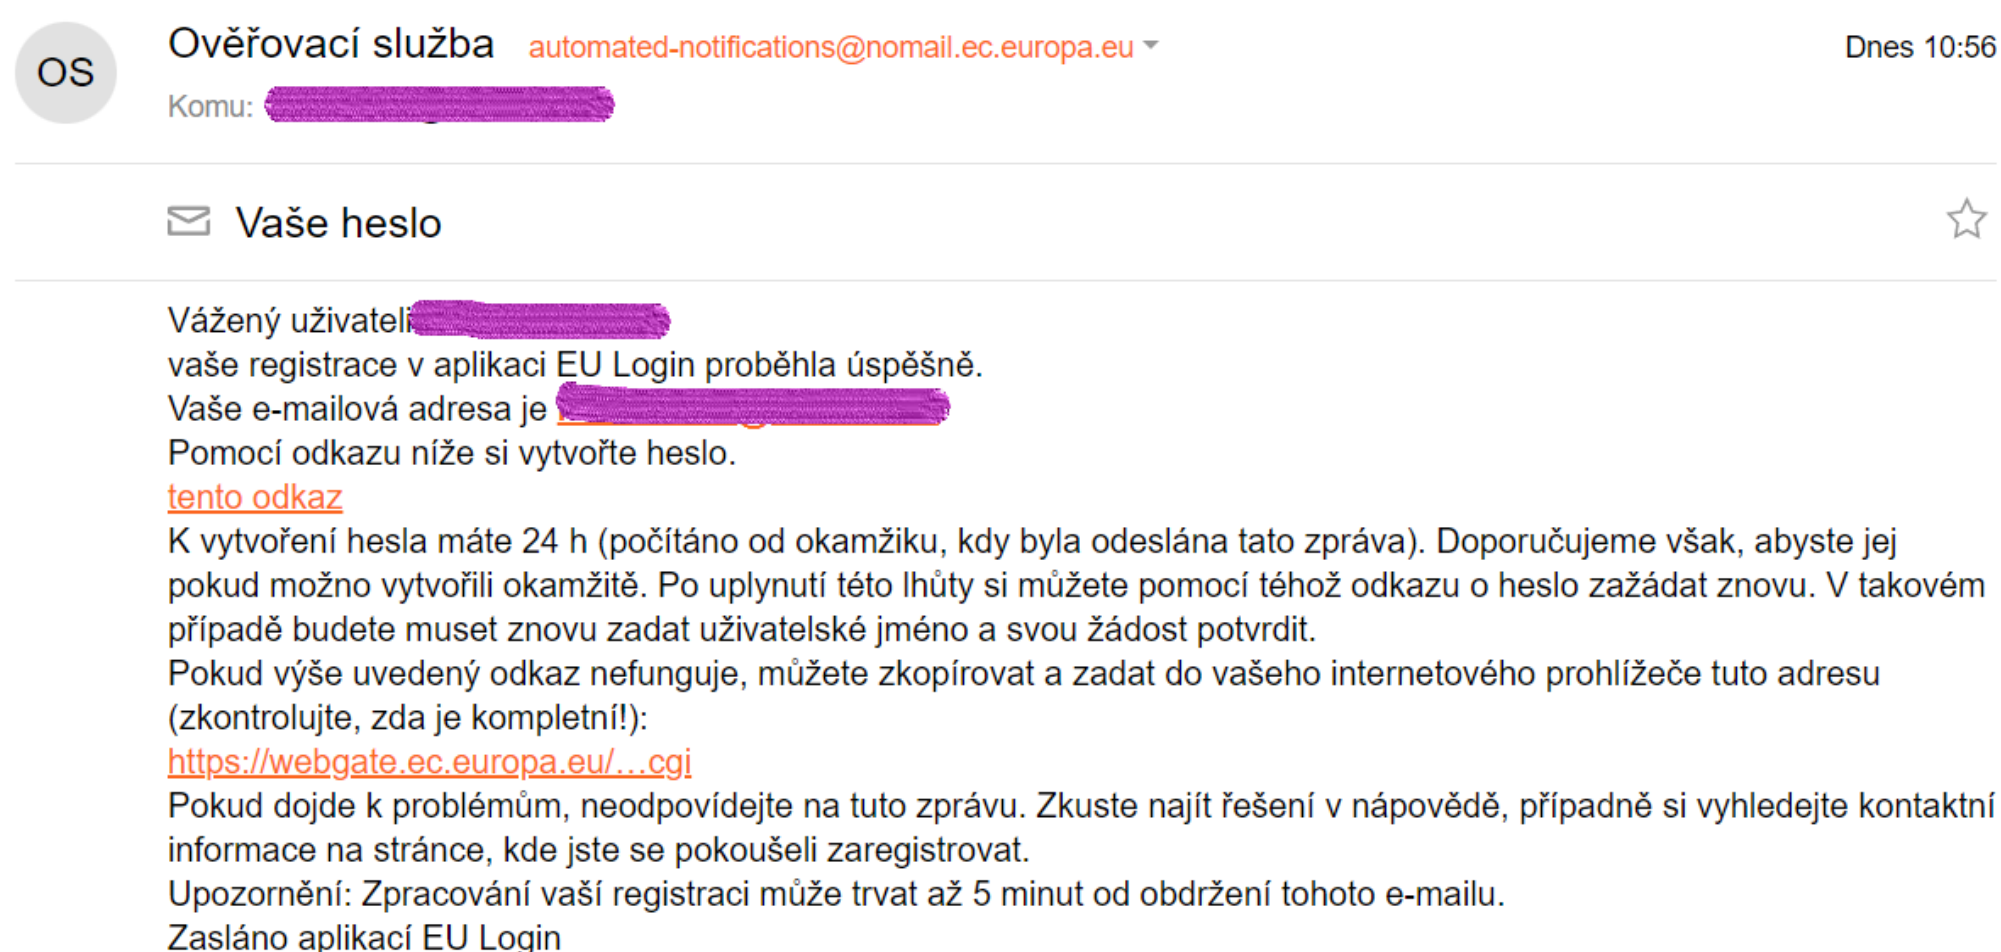 OS
Ověřovací služba automated-notifications@nomail.ec.europa.eu Dnes 10:56
Komu:
Vaše heslo
Vážený uživateli
vaše registrace v aplikaci EU Login proběhla úspěšně.
Vaše e-mailová adresa je
Pomocí odkazu níže si vytvořte heslo.
tento odkaz
K vytvoření hesla máte 24 h (počítáno od okamžiku, kdy byla odeslána tato zpráva). Doporučujeme však, abyste jej
pokud možno vytvořili okamžitě. Po uplynutí této lhůty si můžete pomocí téhož odkazu o heslo zažádat znovu. V takovém
případě budete muset znovu zadat uživatelské jméno a svou žádost potvrdit.
Pokud výše uvedený odkaz nefunguje, můžete zkopírovat a zadat do vašeho internetového prohlížeče tuto adresu
(zkontrolujte, zda je kompletní!):
https://webgate.ec.europa.eu/…cgi
Pokud dojde k problémům, neodpovídejte na tuto zprávu. Zkuste najít řešení v nápovědě, případně si vyhledejte kontaktní
informace na stránce, kde jste se pokoušeli zaregistrovat.
Upozornění: Zpracování vaší registraci může trvat až 5 minut od obdržení tohoto e-mailu.
Zasláno aplikací EU Login